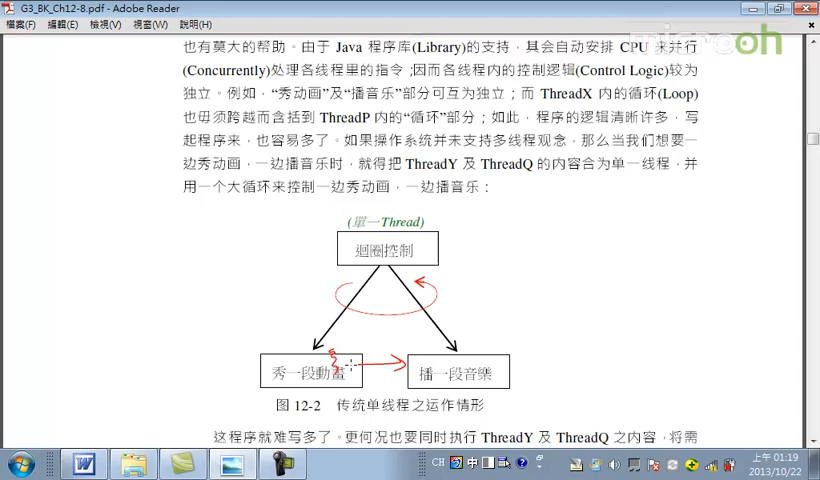 G3_BK_Ch12-8.pdf - Adobe Reader
檔案(F) 編輯(E) 檢視(V) 視窗(W) 說明(H)
microoh
也有莫大的帮助。由于 Java 程序库(Library)的支持，其会自动安排 CPU 来并行
(Concurrently)处理各线程里的指令；因而各线程内的控制逻辑(Control Logic)较为
独立。例如，“秀动画”及“播音乐”部分可互为独立；而 ThreadX 内的循环(Loop)
也毋须跨越而含括到 ThreadP 内的“循环”部分；如此，程序的逻辑清晰许多，写
起程序来，也容易多了。如果操作系统并未支持多线程观念，那么当我们想要一
边秀动画，一边播音乐时，就得把 ThreadY 及 ThreadQ 的内容合为单一线程，并
用一个大循环来控制一边秀动画，一边播音乐：
(單一Thread)
迴圈控制
秀一段動畫
播一段音樂
图 12-2 传统单线程之运作情形
这程序就难写多了。更何况也要同时执行 ThreadY 及 ThreadQ 之内容，将需
CH 中
上午 01:19
2013/10/22